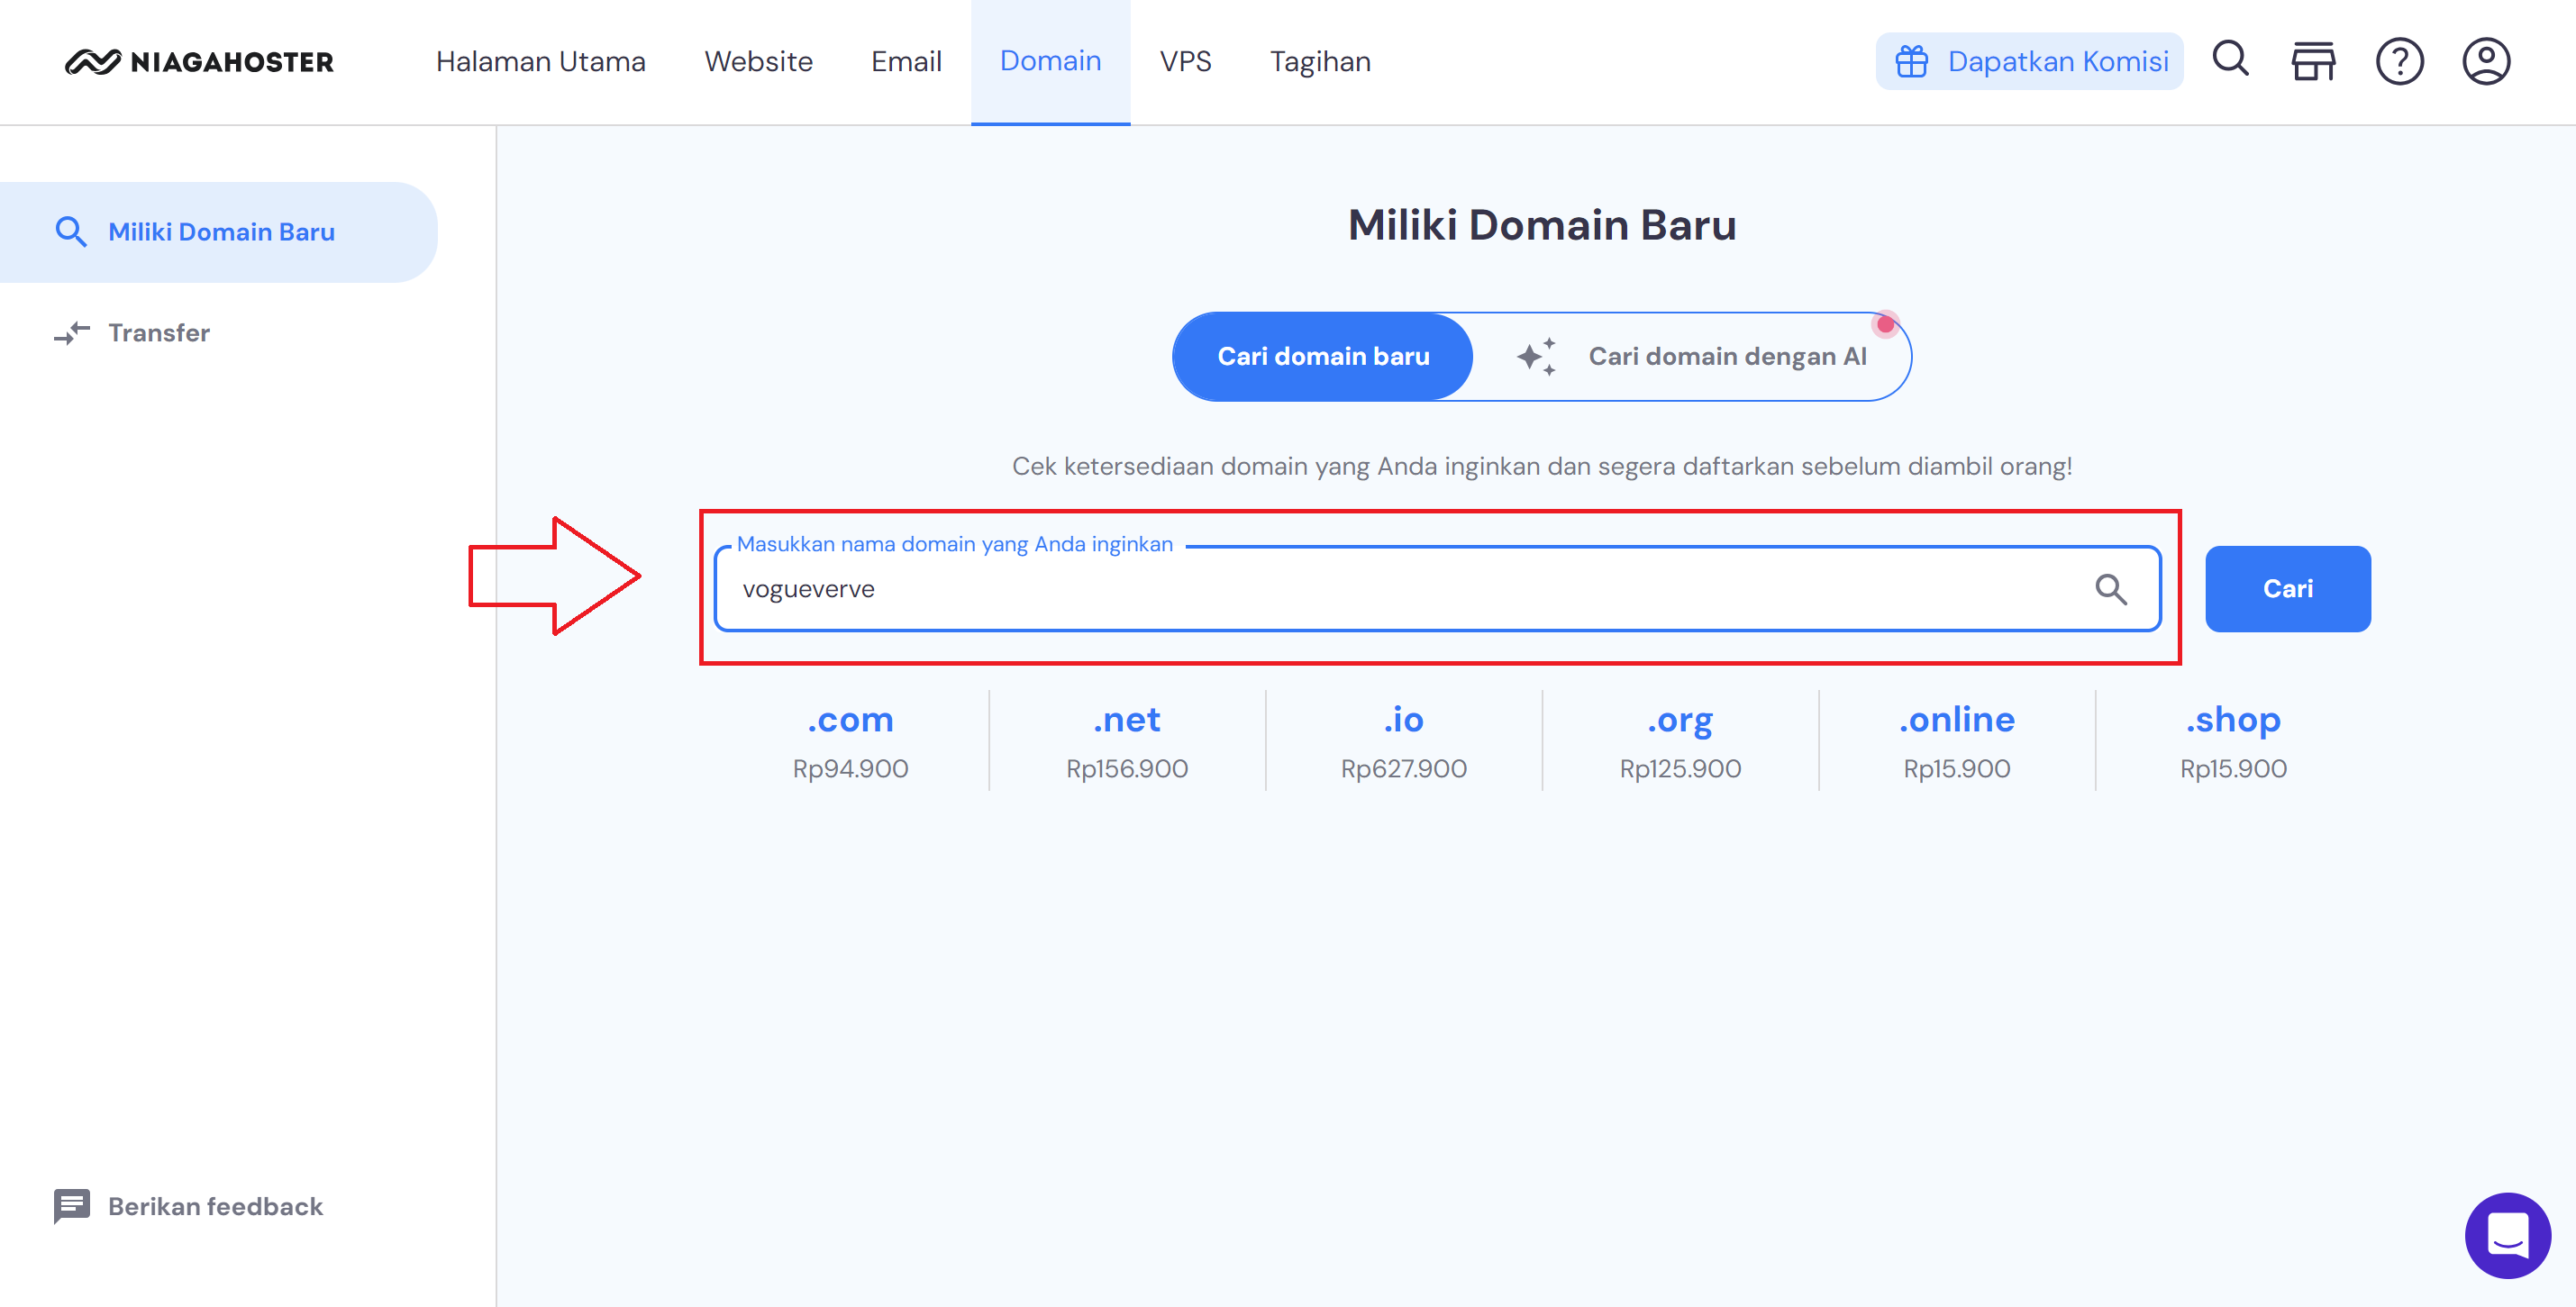 NIAGAHOSTER
Halaman Utama
Website
Email
Domain
VPS
Tagihan
Dapatkan Komisi
Miliki Domain Baru
Transfer
Miliki Domain Baru
Cari domain baru
Cari domain dengan AI
Cek ketersediaan domain yang Anda inginkan dan segera daftarkan sebelum diambil orang!
Masukkan nama domain yang Anda inginkan
vogueverve
Cari
.com
Rp94.900
.net
Rp156.900
.io
Rp627.900
.org
Rp125.900
.online
Rp15.900
.shop
Rp15.900
Berikan feedback